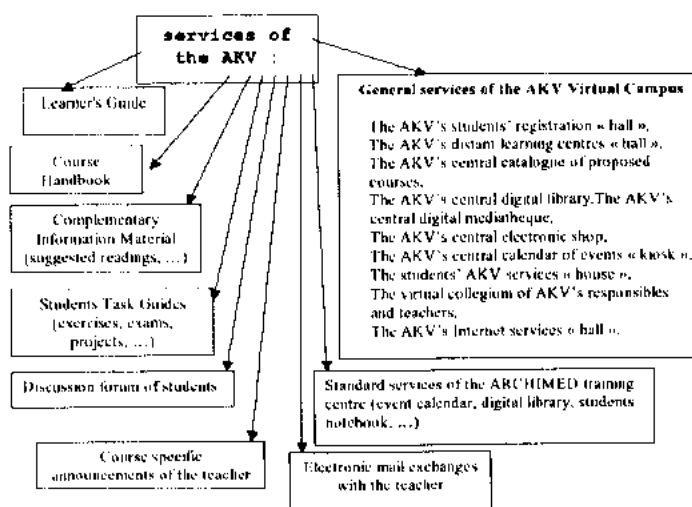 services of
the AKV :
Learner's Guide
Course
Handbook
Complementary
Information Material
(suggested readings, ...)
Students Task Guides
(exercises, exams,
projects, ...)
Discussion forum of students
Course specific
announcements of the teacher
Electronic mail exchanges
with the teacher
Standard services of the ARCHIMED training
centre (event calendar, digital library, students
notebook, ...)
General services of the AKV Virtual Campus
The AKV's students' registration « hall »,
The AKV's distant learning centres « hall »,
The AKV's central catalogue of proposed
courses,
The AKV's central digital library,The AKV's
central digital mediatheque,
The AKV's central electronic shop,
The AKV's central calendar of events « kiosk »,
The students' AKV services « house »,
The virtual collegium of AKV's responsibles
and teachers,
The AKV's Internet services « hall ».